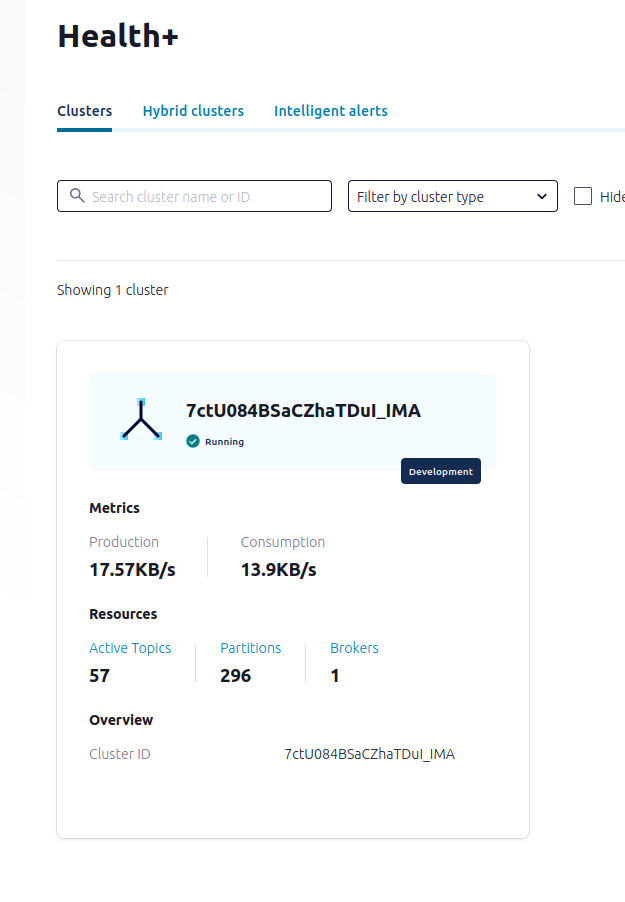 Health+
Clusters Hybrid clusters Intelligent alerts
Search cluster name or ID Filter by cluster type Hide
Showing 1 cluster
7ctU084BSaCZhaTDuI_IMA
Running
Development
Metrics
Production Consumption
17.57KB/s 13.9KB/s
Resources
Active Topics Partitions Brokers
57 296 1
Overview
Cluster ID 7ctU084BSaCZhaTDuI_IMA